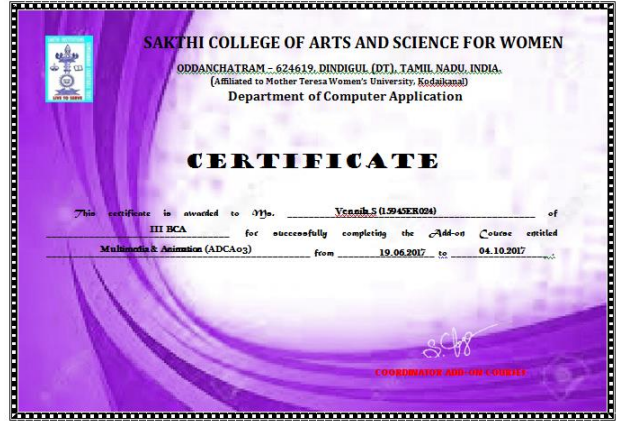 SAKTHI COLLEGE OF ARTS AND SCIENCE FOR WOMEN
ODDANCHATRAM – 624619, DINDIGUL (DT), TAMIL NADU, INDIA.
(Affiliated to Mother Teresa Women's University, Kodaikanal)
Department of Computer Application
CERTIFICATE
This certificate is awarded to Ms. Vennila.S (15945ER024) of
III BCA for successfully completing the Add-on Course entitled
Multimedia & Animation (ADCA03) from 19.06.2017 to 04.10.2017.
COORDINATOR ADD-ON COURSE